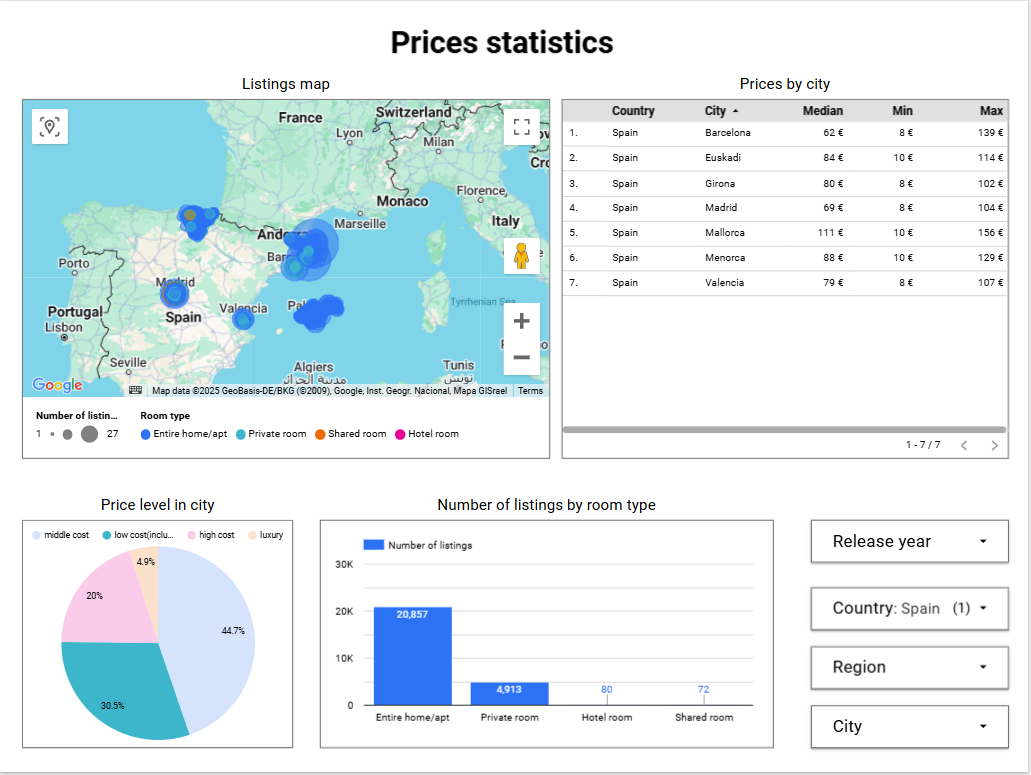 Prices statistics
Listings map
Prices by city
France
Switzerland
Lyon
Milan
Cro
Florence
Monaco
Marseille
Italy
Andorra
Porto
Madrid
Valencia
Portugal
Lisbon
Spain
Tyrrhenian Sea
Seville
Algiers
مدينة الجزائر
Tunis
تونس
Google
Map data ©2025 GeoBasis-DE/BKG (©2009), Google, Inst. Geogr. Nacional, Mapa GISrael
Terms
Number of listin...
Room type
1
27
Entire home/apt
Private room
Shared room
Hotel room
Country City Median Min Max
1. Spain Barcelona 62 € 8 € 139 €
2. Spain Euskadi 84 € 10 € 114 €
3. Spain Girona 80 € 8 € 102 €
4. Spain Madrid 69 € 8 € 104 €
5. Spain Mallorca 111 € 10 € 156 €
6. Spain Menorca 88 € 10 € 129 €
7. Spain Valencia 79 € 8 € 107 €
1 - 7 / 7
Price level in city
middle cost low cost(inclu... high cost luxury
4.9%
20%
44.7%
30.5%
Number of listings by room type
Number of listings
30K
20K
10K
0
20,857
4,913
80
72
Entire home/apt
Private room
Hotel room
Shared room
Release year
Country: Spain (1)
Region
City